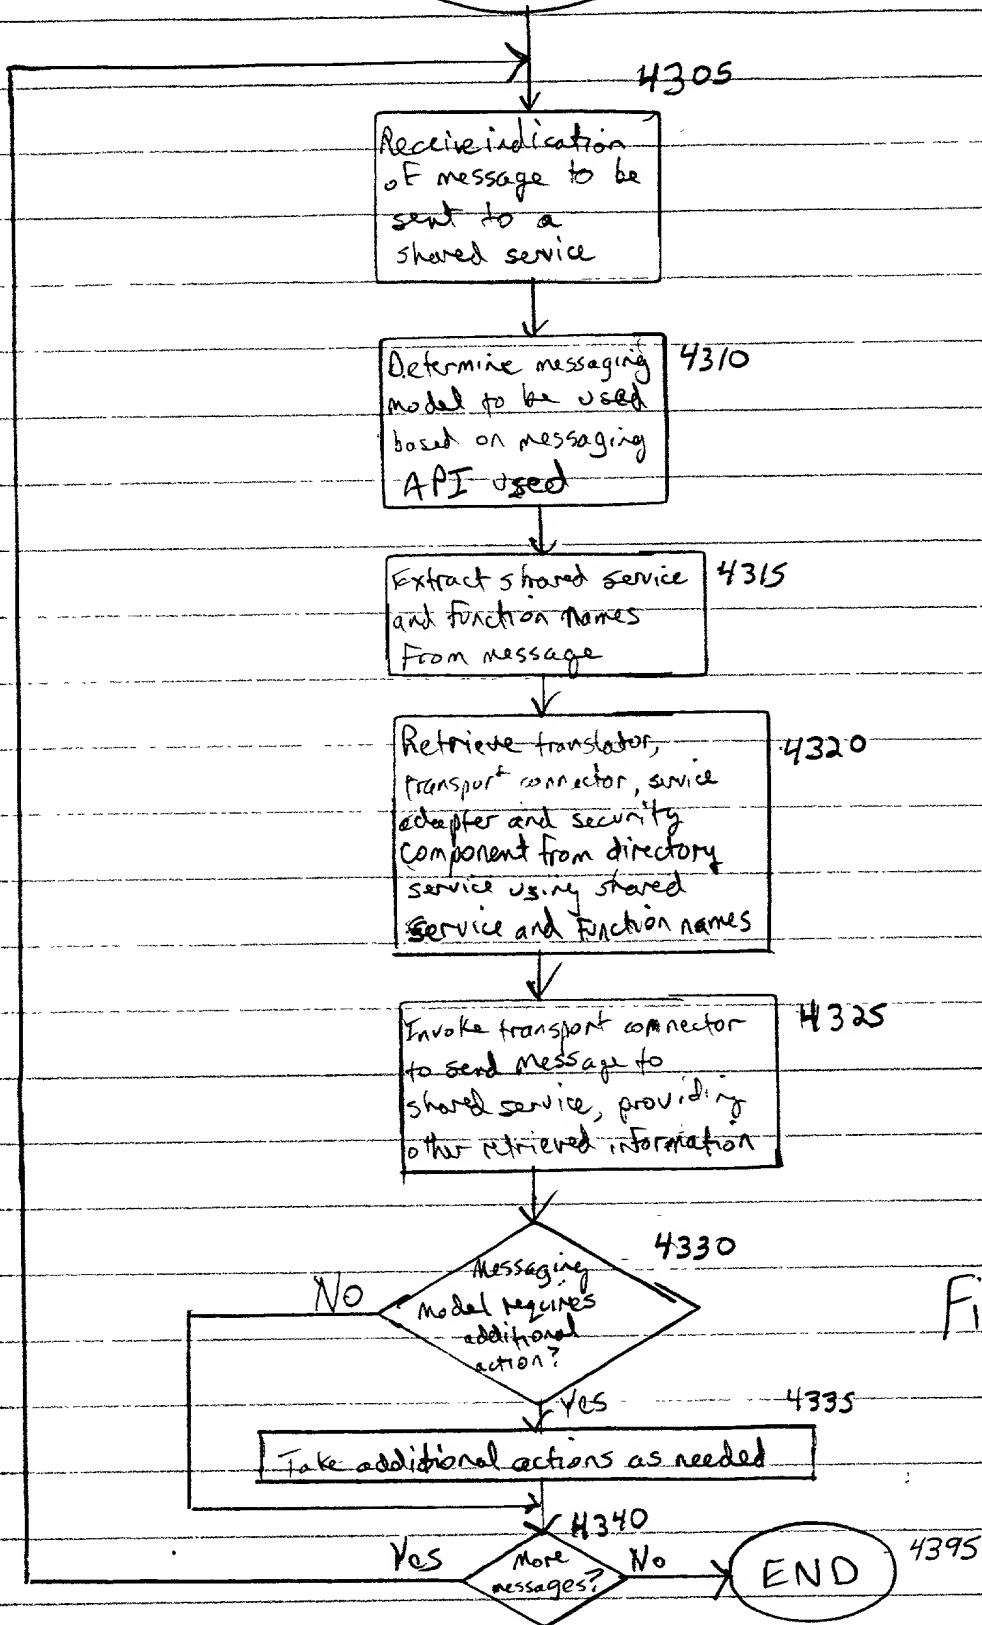 4305
Receive indication
of message to be
sent to a
shared service
Determine messaging
model to be used
based on messaging
API used
4310
Extract shared service
and function names
from message
4315
Retrieve translator,
transport connector, service
adapter and security
component from directory
service using shared
service and function names
4320
Invoke transport connector
to send message to
shared service, providing
other retrieved information
4325
4330
Messaging
model requires
additional
action?
No
Fi
Yes
4335
Take additional actions as needed
4340
More
messages?
Yes
No
END
4395